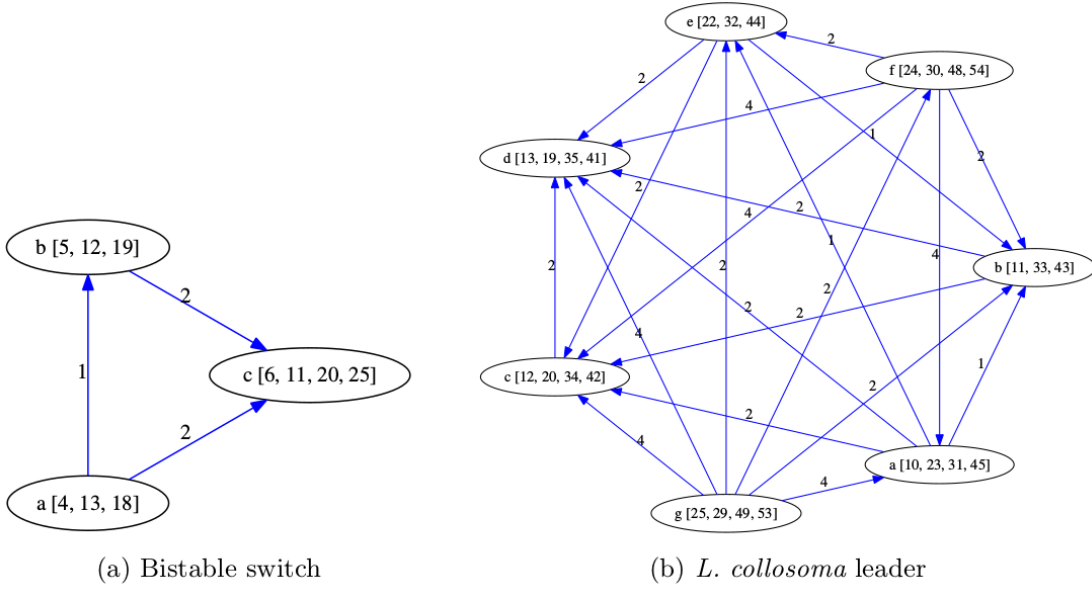 b [5, 12, 19]
2
c [6, 11, 20, 25]
1
2
a [4, 13, 18]
(a) Bistable switch
e [22, 32, 44]
2
f [24, 30, 48, 54]
2
4
1
d [13, 19, 35, 41]
2
2
4
2
4
2
2
1
b [11, 33, 43]
2
2
2
4
1
c [12, 20, 34, 42]
2
2
4
4
a [10, 23, 31, 45]
g [25, 29, 49, 53]
(b) L. collosoma leader